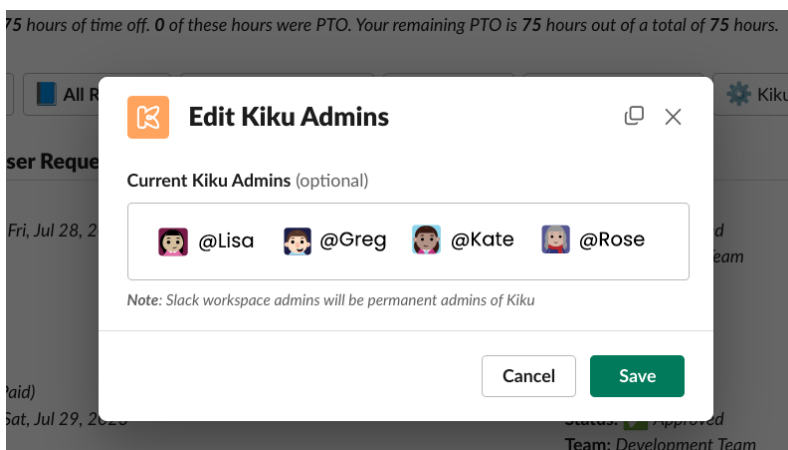 75 hours of time off. 0 of these hours were PTO. Your remaining PTO is 75 hours out of a total of 75 hours.
All R
Kiku
Edit Kiku Admins
ser Reque
Current Kiku Admins (optional)
Fri, Jul 28, 2
@Lisa @Greg @Kate @Rose
d
eam
Note: Slack workspace admins will be permanent admins of Kiku
Cancel Save
Paid)
Sat, Jul 29, 2023
Status: Approved
Team: Development Team